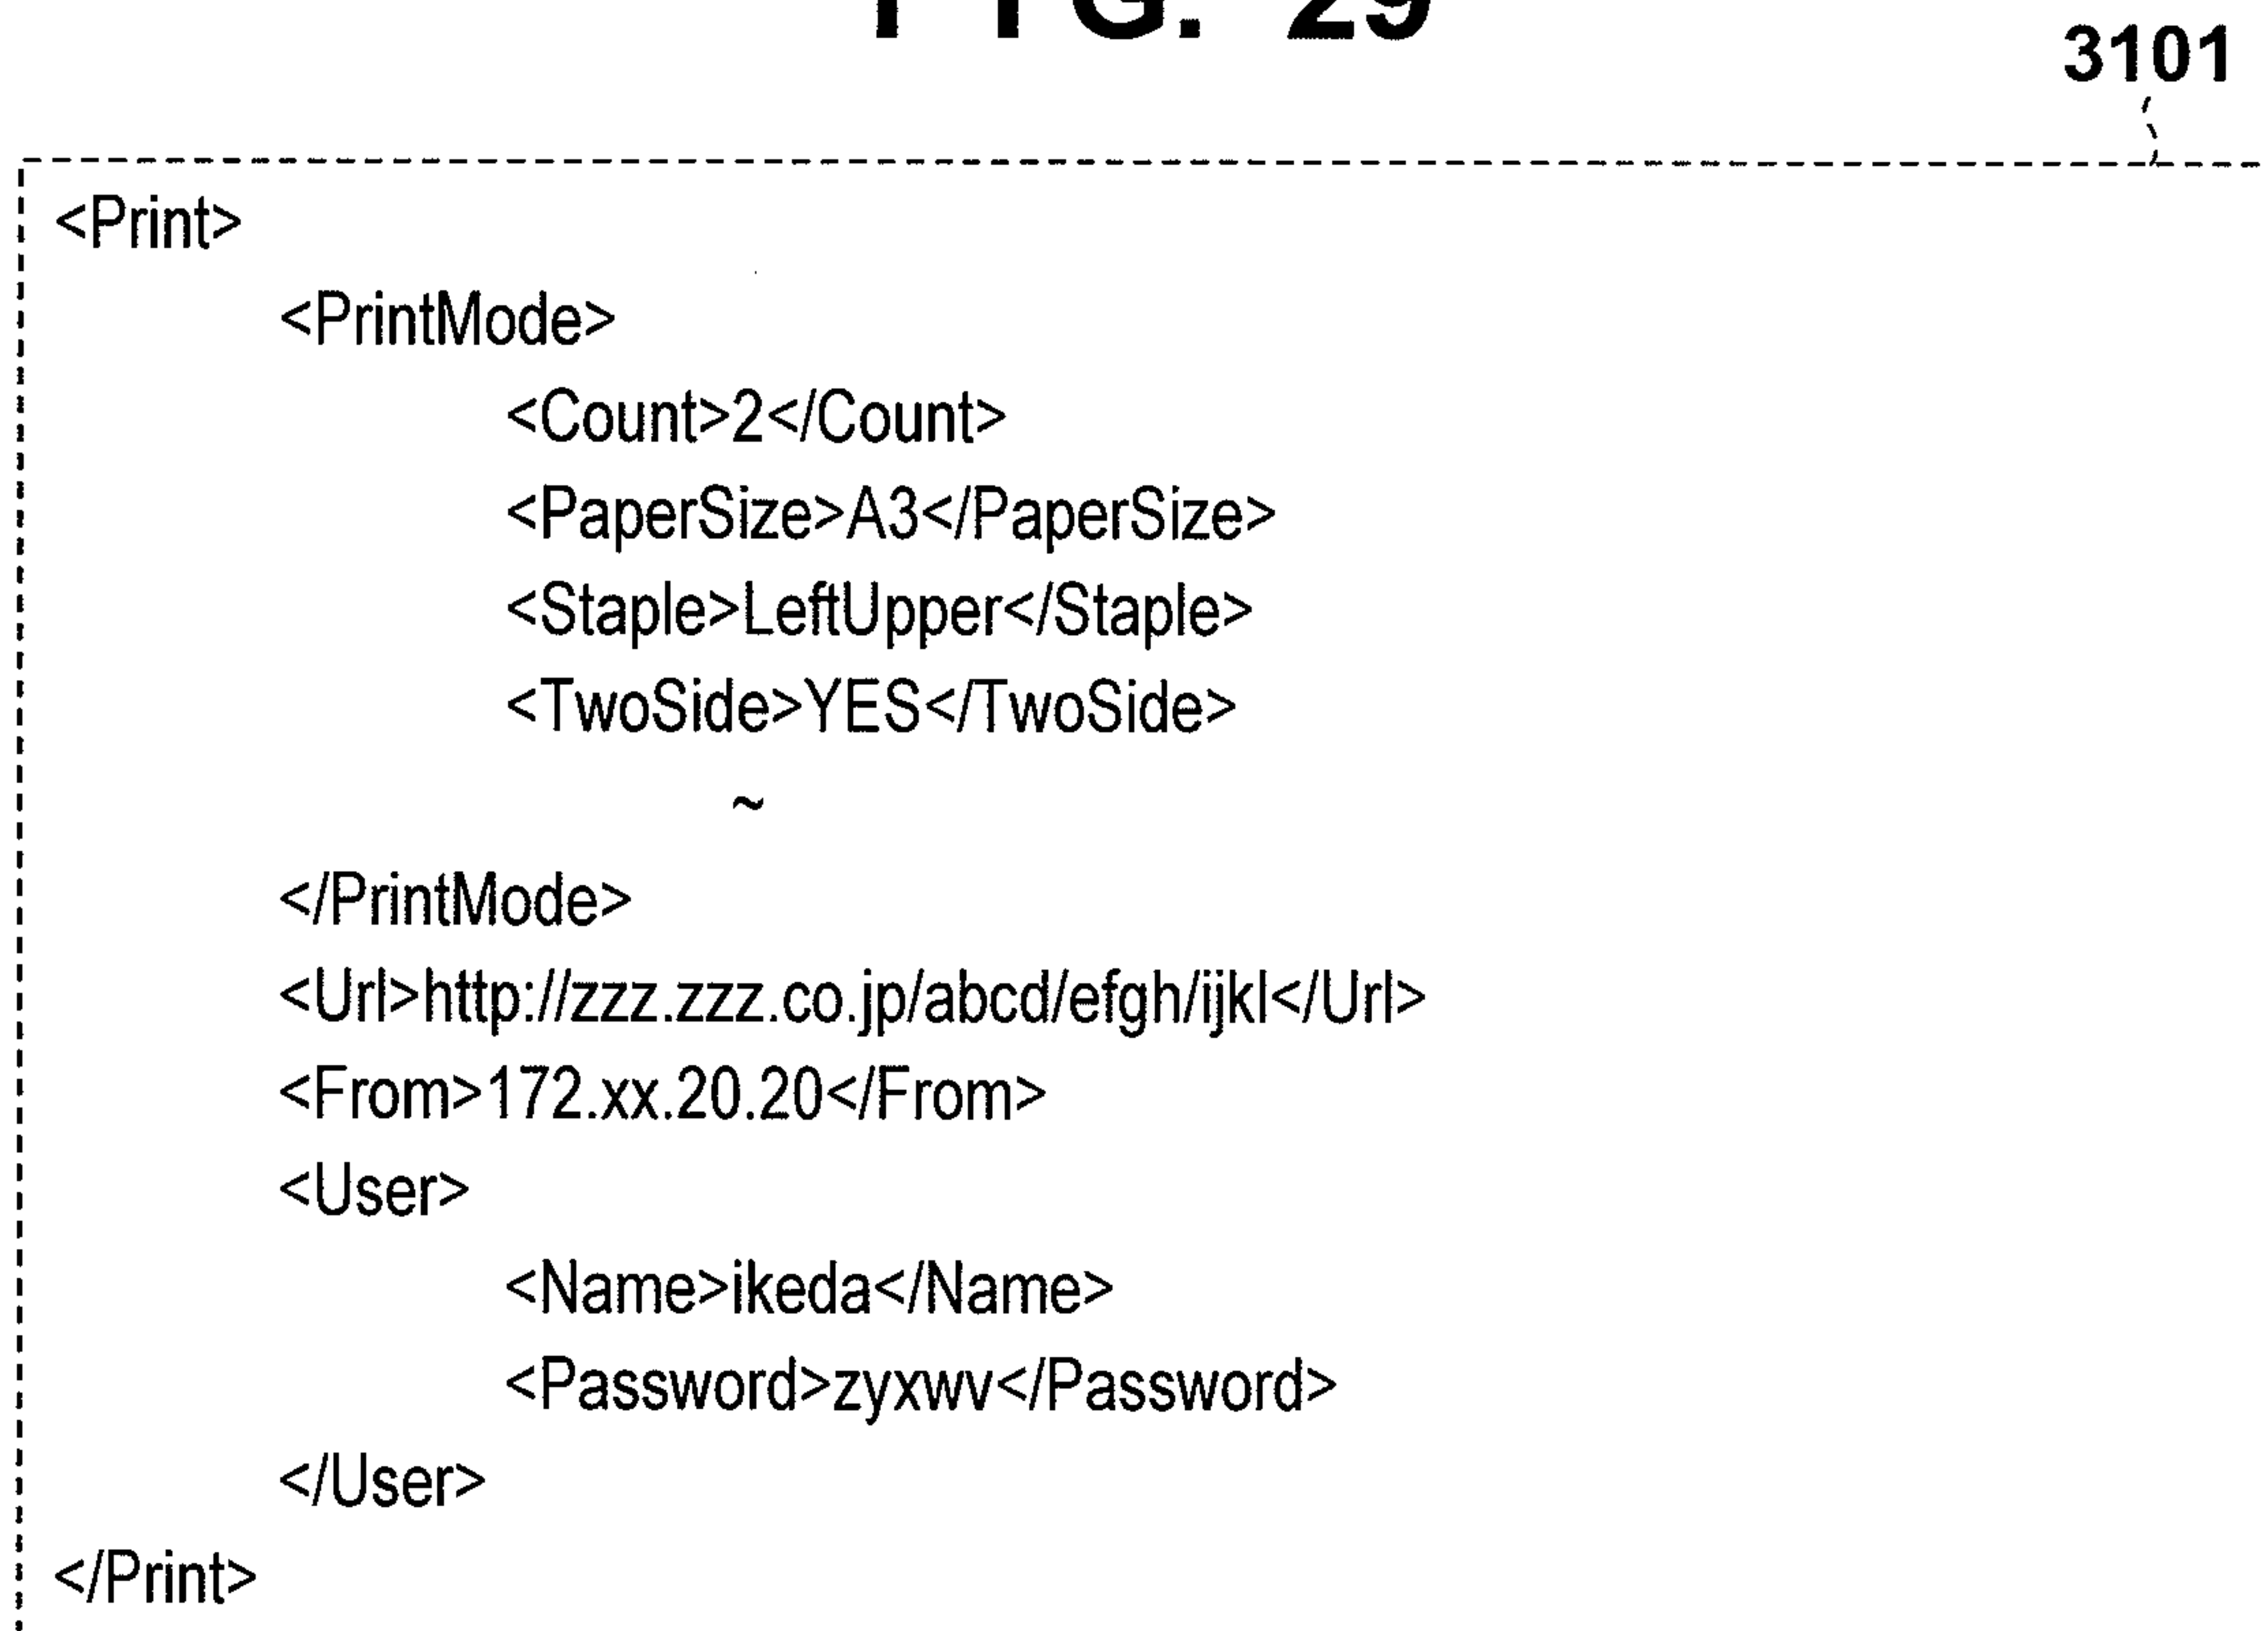 FIG. 29
3101
<Print>
<PrintMode>
<Count>2</Count>
<PaperSize>A3</PaperSize>
<Staple>LeftUpper</Staple>
<TwoSide>YES</TwoSide>
~
</PrintMode>
<Url>http://zzz.zzz.co.jp/abcd/efgh/ijkl</Url>
<From>172.xx.20.20</From>
<User>
<Name>ikeda</Name>
<Password>zyxwv</Password>
</User>
</Print>